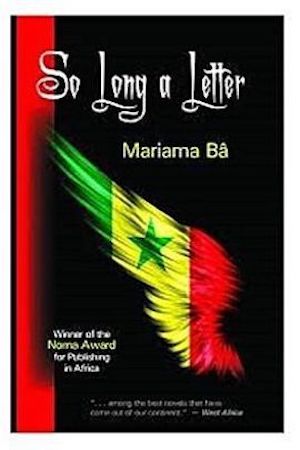 So Long a Letter
Mariama Bâ
Winner of the
Noma Award
for Publishing
in Africa
". . . among the best novels that have
come out of our continent." — West Africa